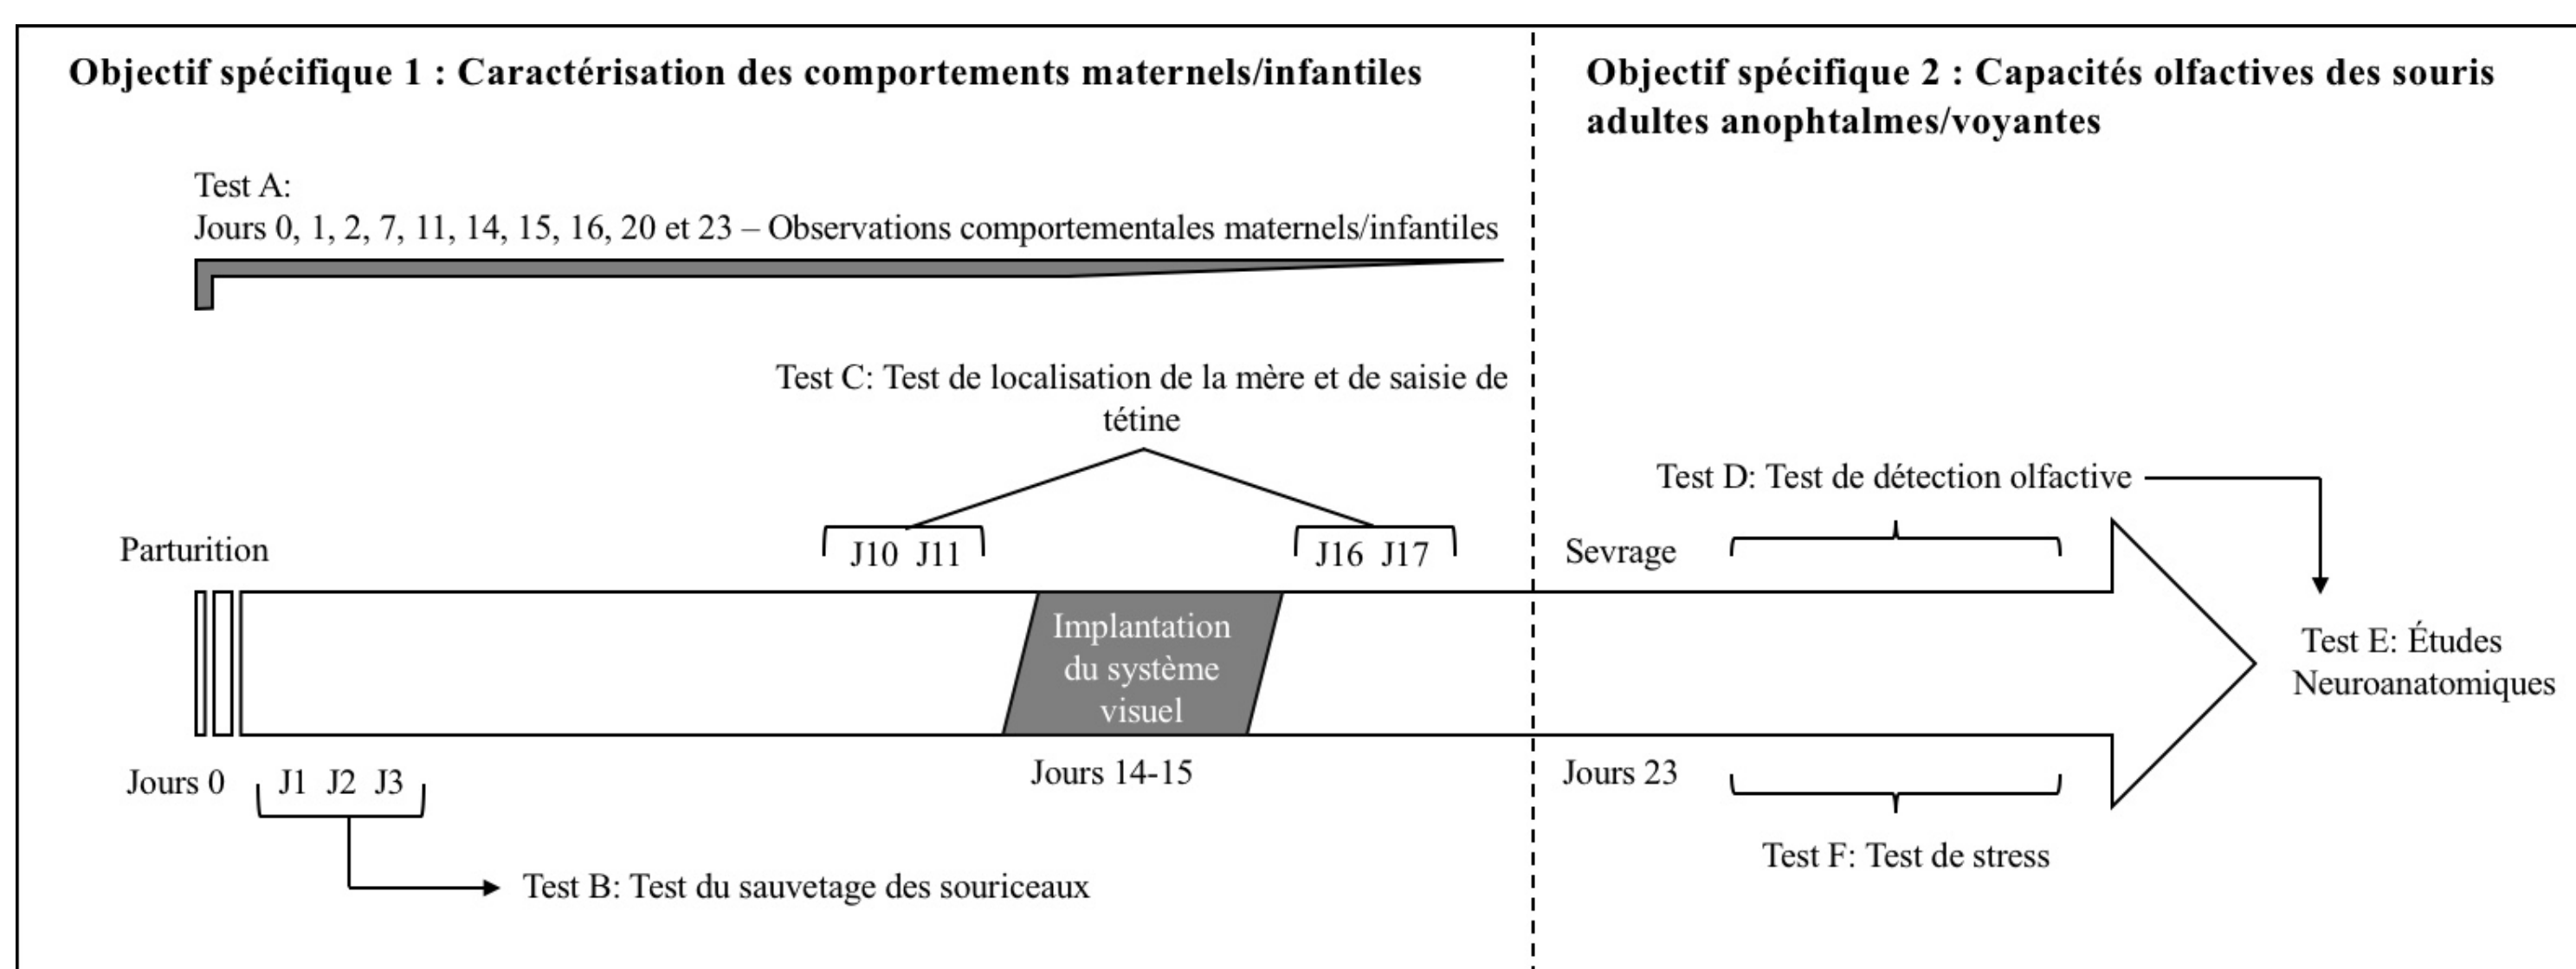 Objectif spécifique 1 : Caractérisation des comportements maternels/infantiles
Objectif spécifique 2 : Capacités olfactives des souris
adultes anophtalmes/voyantes
Test A:
Jours 0, 1, 2, 7, 11, 14, 15, 16, 20 et 23 – Observations comportementales maternels/infantiles
Test C: Test de localisation de la mère et de saisie de
tétine
Test D: Test de détection olfactive
Parturition
J10 J11
J16 J17
Sevrage
Implantation
du système
visuel
Test E: Études
Neuroanatomiques
Jours 0
J1 J2 J3
Jours 14-15
Jours 23
Test F: Test de stress
Test B: Test du sauvetage des souriceaux